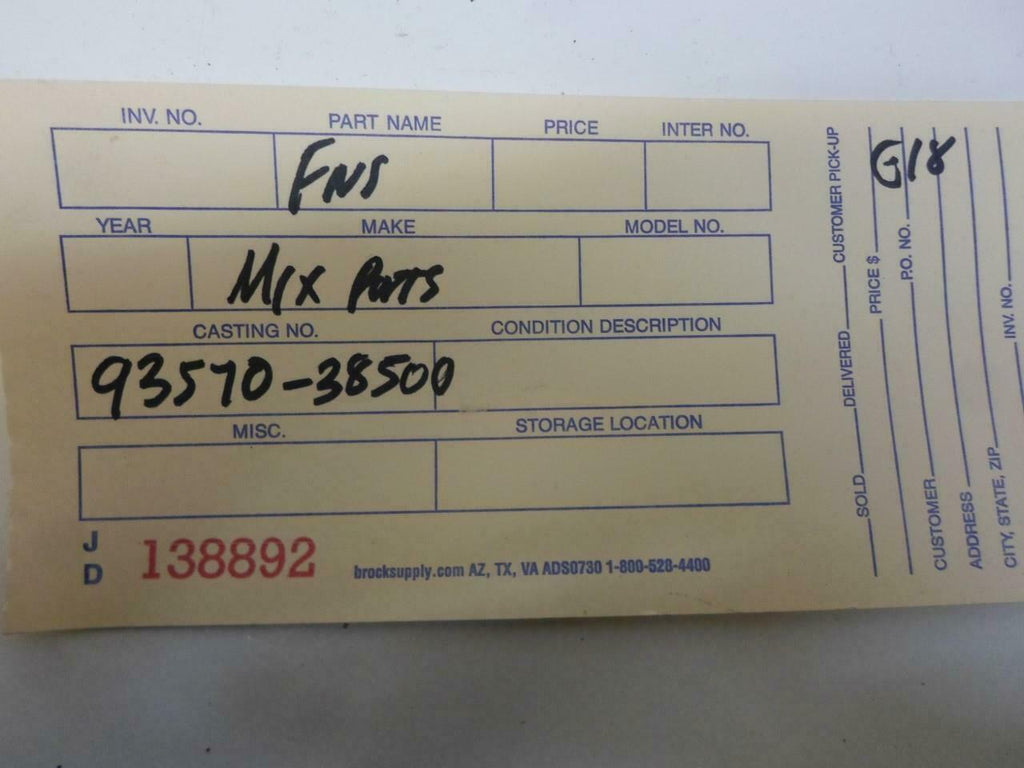 INV. NO. PART NAME PRICE INTER NO.
FNS
YEAR MAKE MODEL NO.
MIX Parts
CASTING NO. CONDITION DESCRIPTION
93570-38500
MISC. STORAGE LOCATION
J D 138892 brocksupply.com AZ, TX, VA ADS0730 1-800-528-4400
SOLD DELIVERED CUSTOMER PICK-UP
PRICE $
G18
P.O. NO.
CUSTOMER
ADDRESS
CITY, STATE, ZIP
INV. NO.